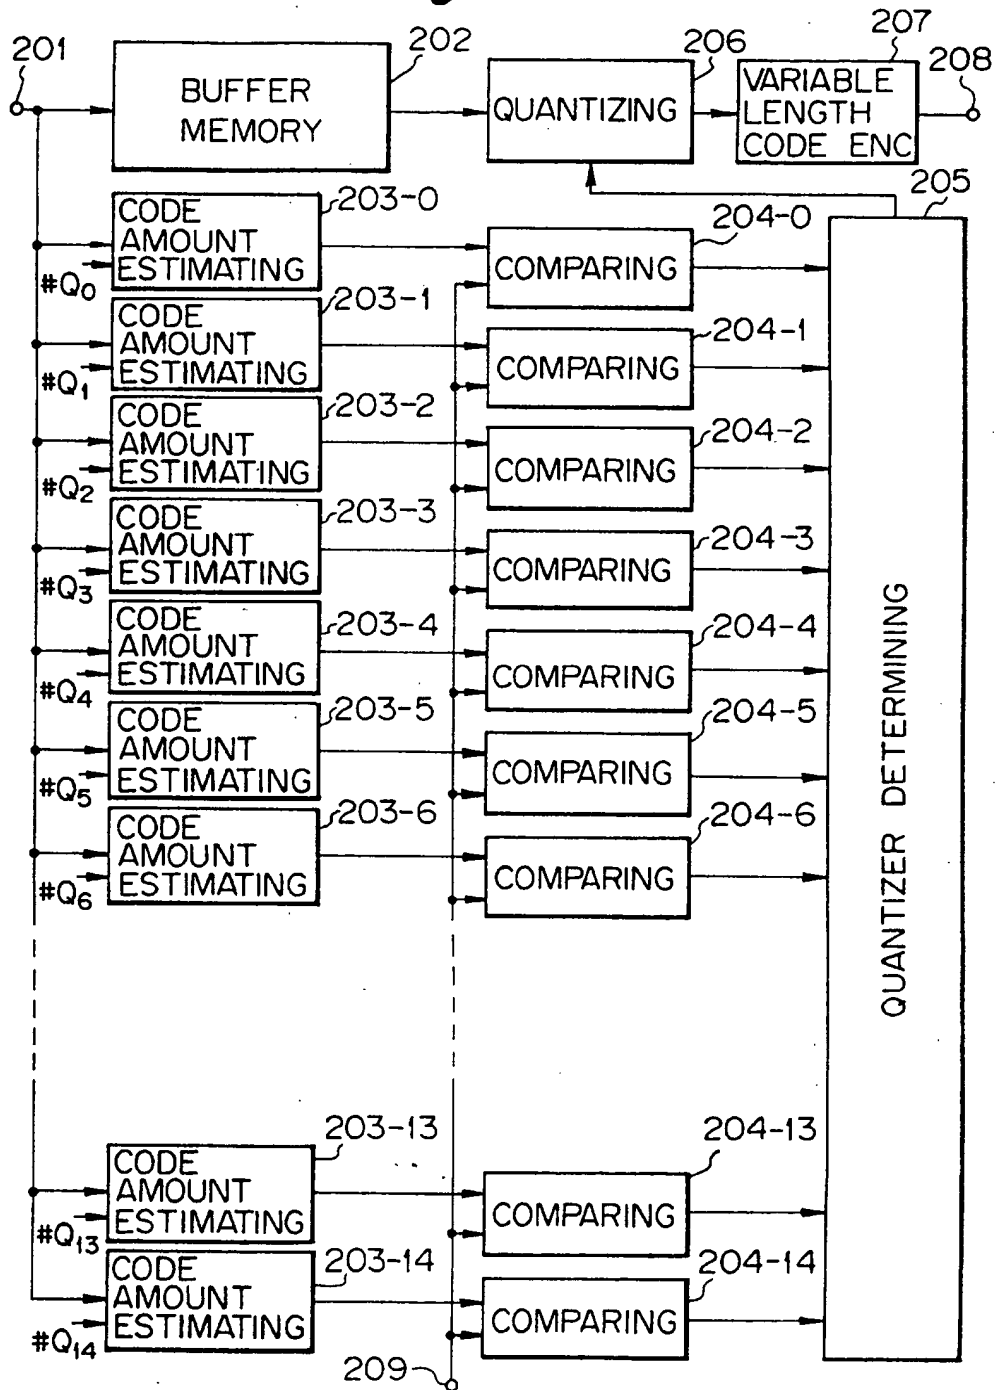 201
202
206
207
208
BUFFER
MEMORY
QUANTIZING
VARIABLE
LENGTH
CODE ENC
205
203-0
CODE
AMOUNT
ESTIMATING
#Q0
204-0
COMPARING
203-1
CODE
AMOUNT
ESTIMATING
#Q1
204-1
COMPARING
203-2
CODE
AMOUNT
ESTIMATING
#Q2
204-2
COMPARING
203-3
CODE
AMOUNT
ESTIMATING
#Q3
204-3
COMPARING
203-4
CODE
AMOUNT
ESTIMATING
#Q4
204-4
COMPARING
203-5
CODE
AMOUNT
ESTIMATING
#Q5
204-5
COMPARING
203-6
CODE
AMOUNT
ESTIMATING
#Q6
204-6
COMPARING
QUANTIZER DETERMINING
203-13
CODE
AMOUNT
ESTIMATING
#Q13
204-13
COMPARING
203-14
CODE
AMOUNT
ESTIMATING
#Q14
204-14
COMPARING
209